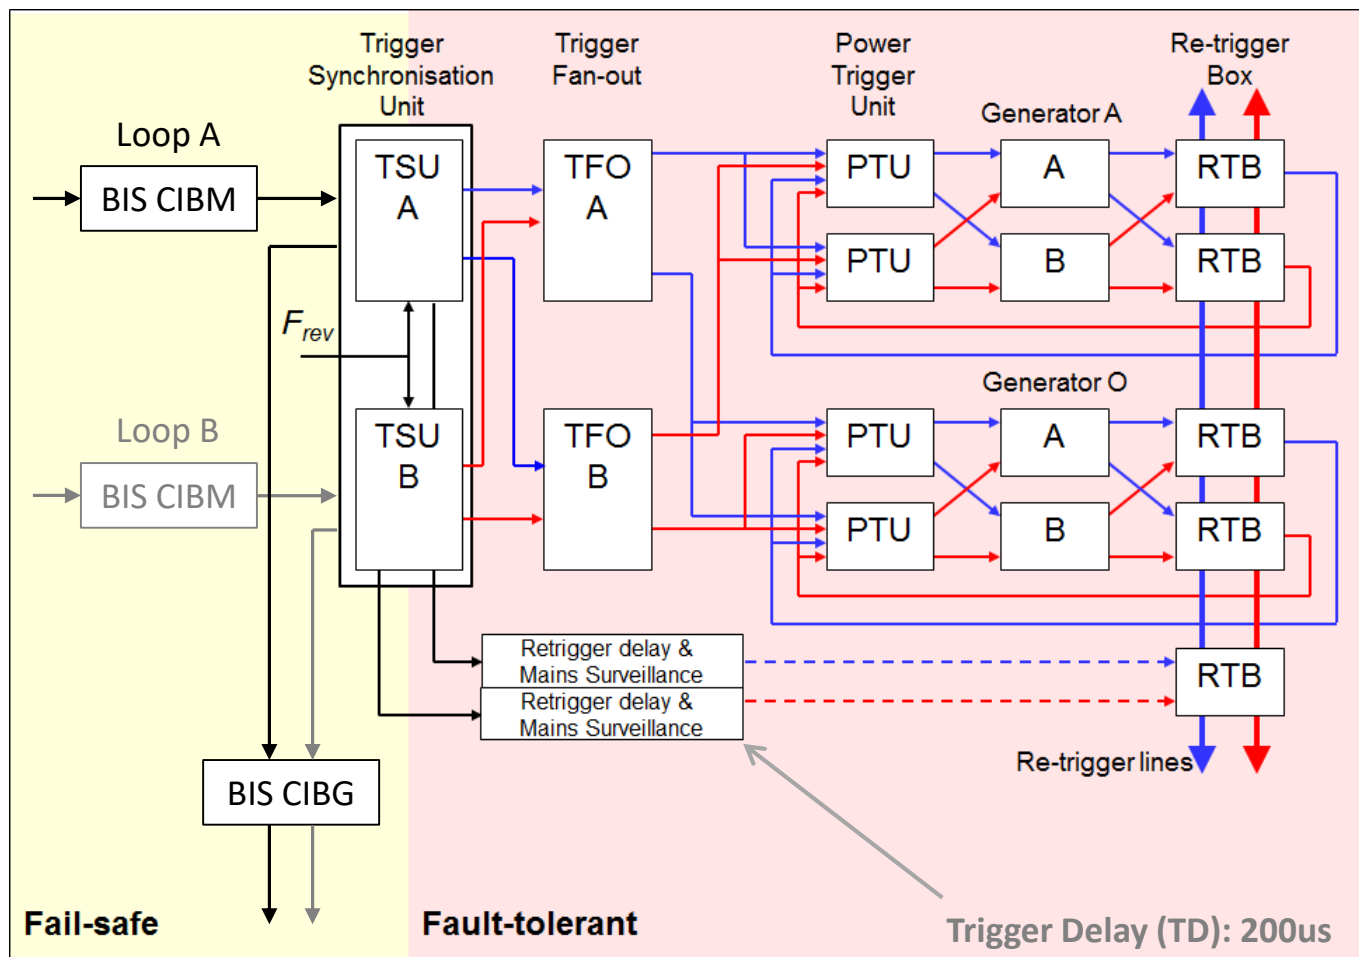 Trigger
Synchronisation
Unit
Trigger
Fan-out
Power
Trigger
Unit
Generator A
Re-trigger
Box
Loop A
BIS CIBM
TSU
A
TFO
A
PTU
A
RTB
PTU
B
RTB
Frev
Generator O
Loop B
BIS CIBM
TSU
B
TFO
B
PTU
A
RTB
PTU
B
RTB
Retrigger delay &
Mains Surveillance
Retrigger delay &
Mains Surveillance
RTB
Re-trigger lines
BIS CIBG
Fail-safe
Fault-tolerant
Trigger Delay (TD): 200us